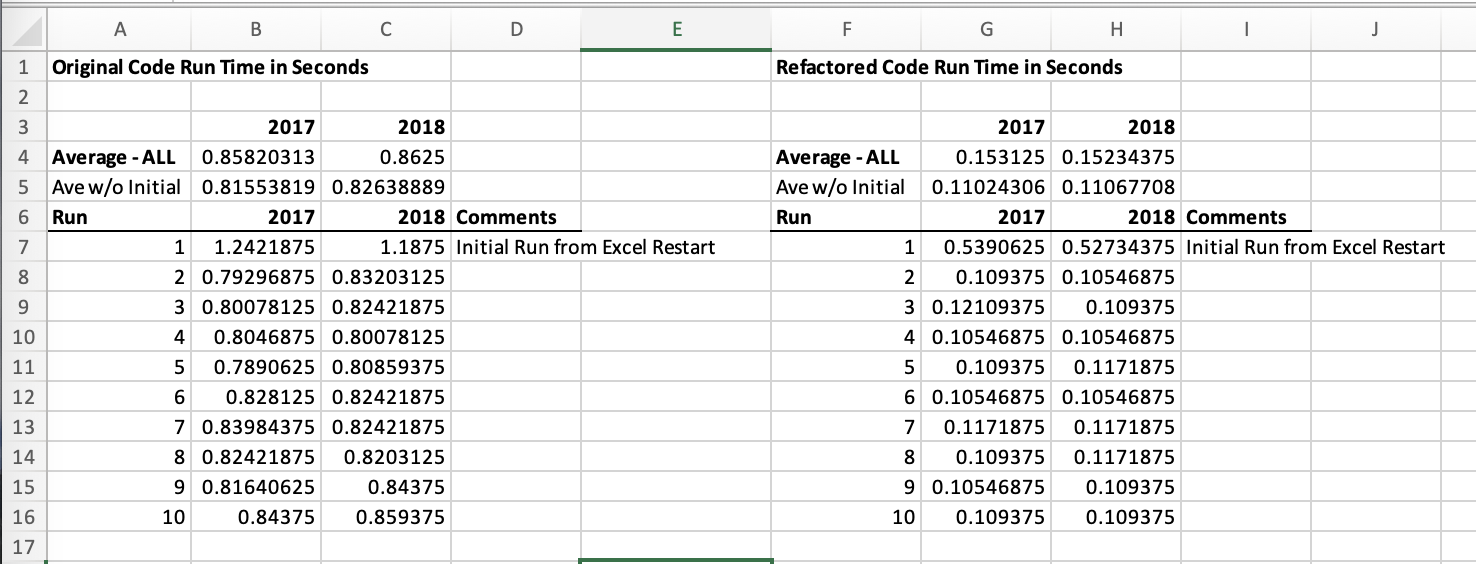 A B C D E F G H I J
1 Original Code Run Time in Seconds Refactored Code Run Time in Seconds
2
3 2017 2018 2017 2018
4 Average - ALL 0.85820313 0.8625 Average - ALL 0.153125 0.15234375
5 Ave w/o Initial 0.81553819 0.82638889 Ave w/o Initial 0.11024306 0.11067708
6 Run 2017 2018 Comments Run 2017 2018 Comments
7 1 1.2421875 1.1875 Initial Run from Excel Restart 1 0.5390625 0.52734375 Initial Run from Excel Restart
8 2 0.79296875 0.83203125 2 0.109375 0.10546875
9 3 0.80078125 0.82421875 3 0.12109375 0.109375
10 4 0.8046875 0.80078125 4 0.10546875 0.10546875
11 5 0.7890625 0.80859375 5 0.109375 0.1171875
12 6 0.828125 0.82421875 6 0.10546875 0.10546875
13 7 0.83984375 0.82421875 7 0.1171875 0.1171875
14 8 0.82421875 0.8203125 8 0.109375 0.1171875
15 9 0.81640625 0.84375 9 0.10546875 0.109375
16 10 0.84375 0.859375 10 0.109375 0.109375
17